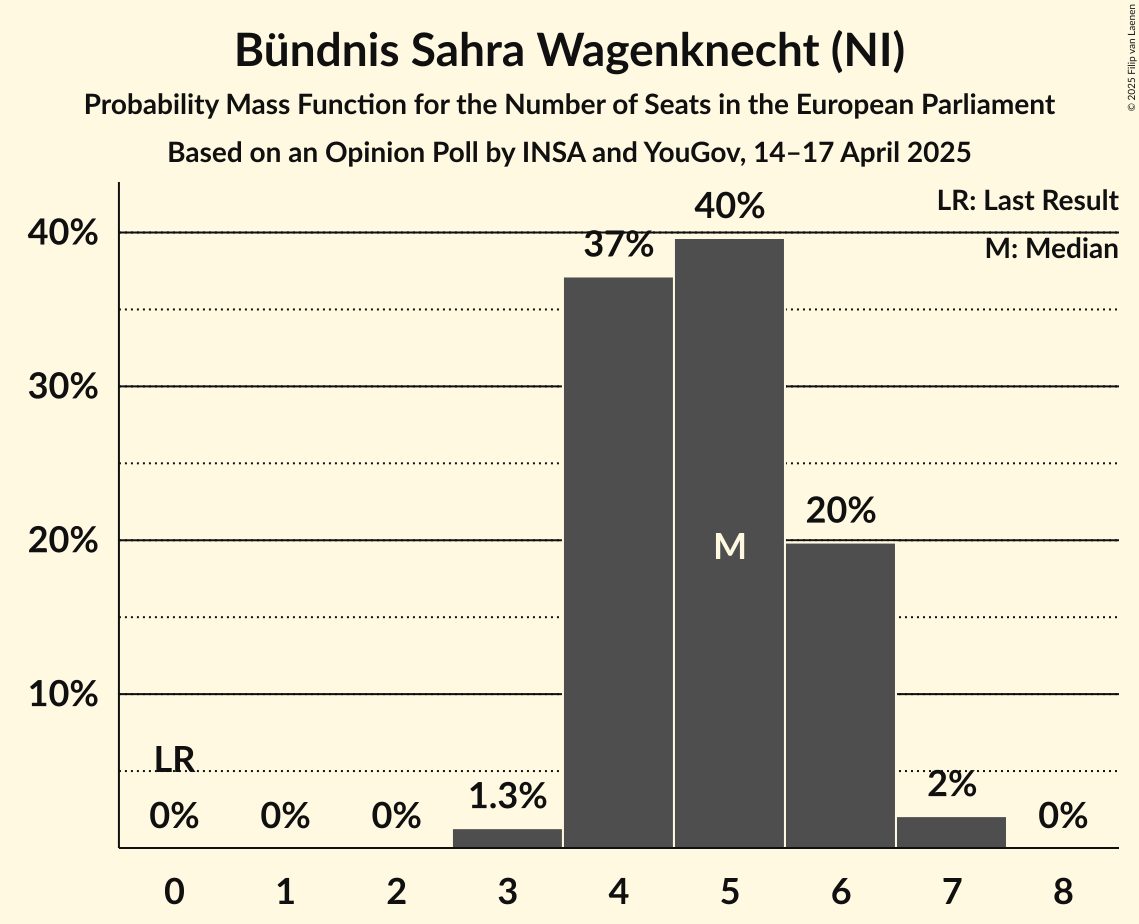 Bündnis Sahra Wagenknecht (NI)
Probability Mass Function for the Number of Seats in the European Parliament
Based on an Opinion Poll by INSA and YouGov, 14–17 April 2025
© 2025 Filip van Laenen
LR: Last Result
M: Median
40%
30%
20%
10%
LR
0%
0%
0%
1.3%
37%
40%
M
20%
2%
0%
0
1
2
3
4
5
6
7
8